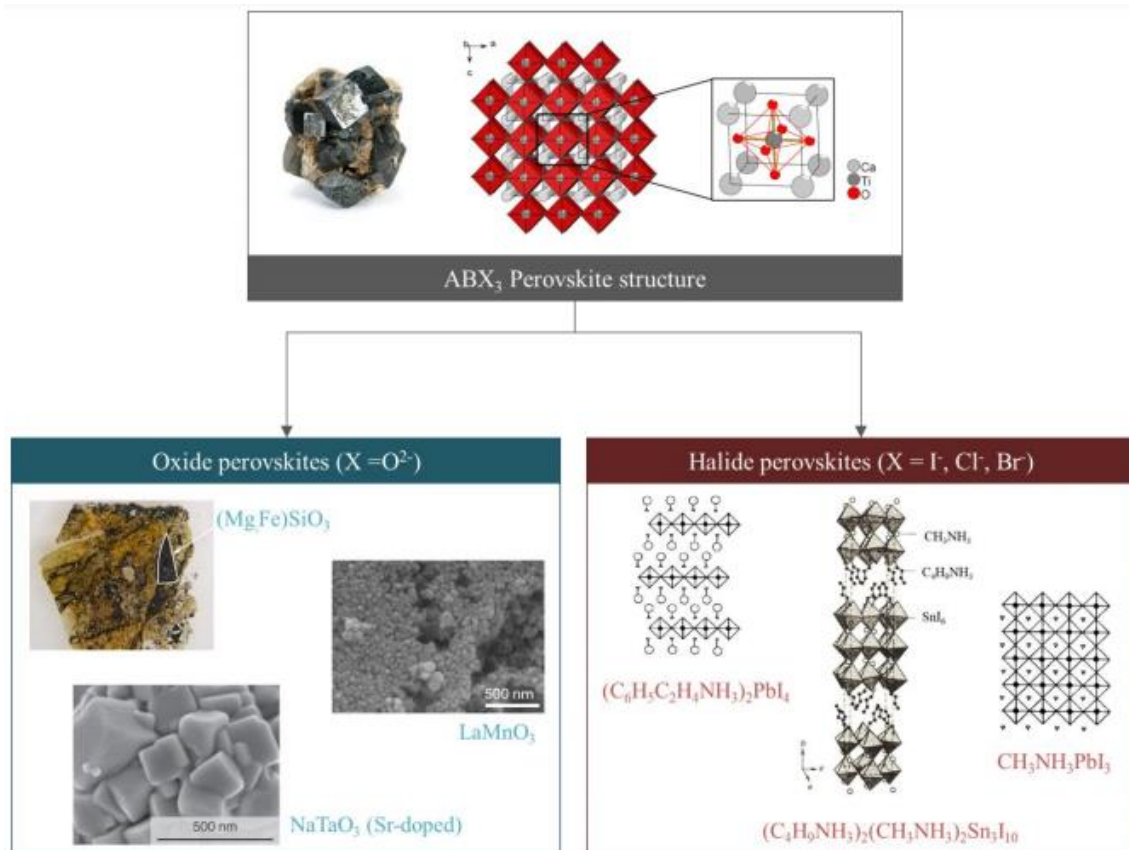 b a
c
Ca
Ti
O
ABX₃ Perovskite structure
Oxide perovskites (X =O²⁻)
(Mg,Fe)SiO₃
500 nm
LaMnO₃
500 nm
NaTaO₃ (Sr-doped)
Halide perovskites (X = I⁻, Cl⁻, Br⁻)
CH₃NH₃
C₄H₉NH₃
SnI₆
(C₆H₅C₂H₄NH₃)₂PbI₄
CH₃NH₃PbI₃
(C₄H₉NH₃)₂(CH₃NH₃)₂Sn₃I₁₀